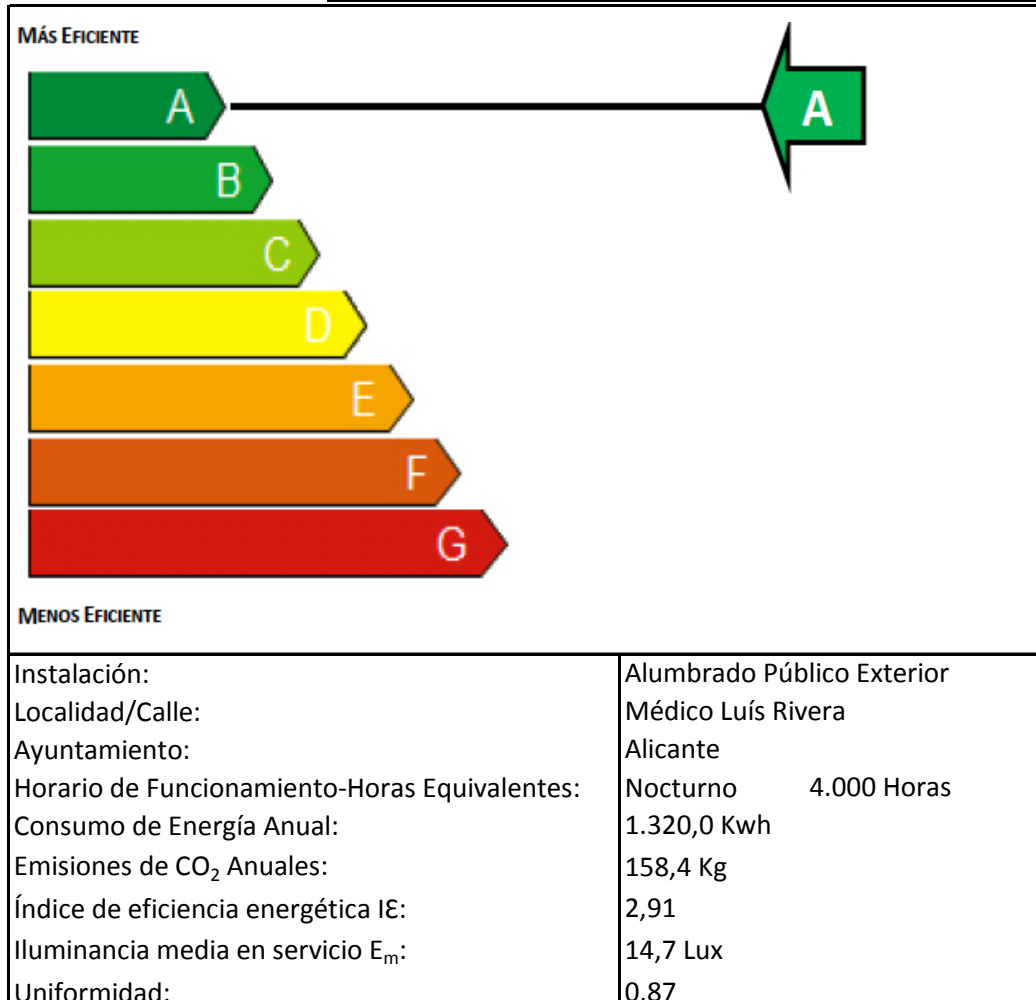 MÁS EFICIENTE
A
A
B
C
D
E
F
G
MENOS EFICIENTE
Instalación: Alumbrado Público Exterior
Localidad/Calle: Médico Luís Rivera
Ayuntamiento: Alicante
Horario de Funcionamiento-Horas Equivalentes: Nocturno 4.000 Horas
Consumo de Energía Anual: 1.320,0 Kwh
Emisiones de CO₂ Anuales: 158,4 Kg
Índice de eficiencia energética IƐ: 2,91
Iluminancia media en servicio Eₘ: 14,7 Lux
Uniformidad: 0,87